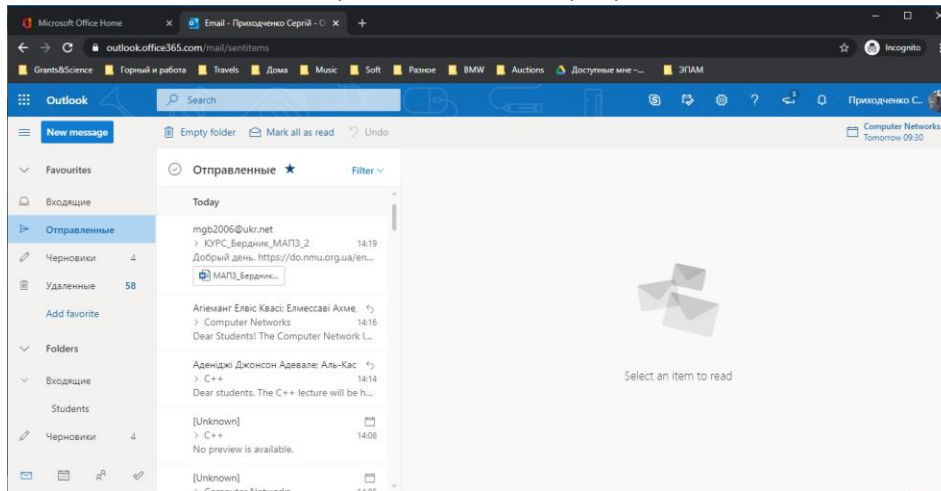 Microsoft Office Home
Email - Приходченко Сергій - O
outlook.office365.com/mail/sentitems
Incognito
Grants&Science
Горный и работа
Travels
Дома
Music
Soft
Разное
BMW
Auctions
Доступные мне –...
ЭПАМ
Outlook
Search
Приходченко С...
New message
Empty folder
Mark all as read
Undo
Computer Networks
Tomorrow 09:30
Favourites
Отправленные
Filter
Входящие
Today
Отправленные
mgb2006@ukr.net
> КУРС_Бердник_МАПЗ_2 14:19
Добрый день. https://do.nmu.org.ua/en...
МАПЗ_Бердник...
Черновики 4
Удаленные 58
Add favorite
Агіеманг Елвіс Квасі; Елмессаві Ахме
> Computer Networks 14:16
Dear Students! The Computer Network l...
Folders
Аденіджі Джонсон Адевале; Аль-Кас
> C++ 14:14
Dear students. The C++ lecture will be h...
Select an item to read
Входящие
Students
[Unknown]
> C++ 14:08
No preview is available.
Черновики 4
[Unknown]
> Computer Networks